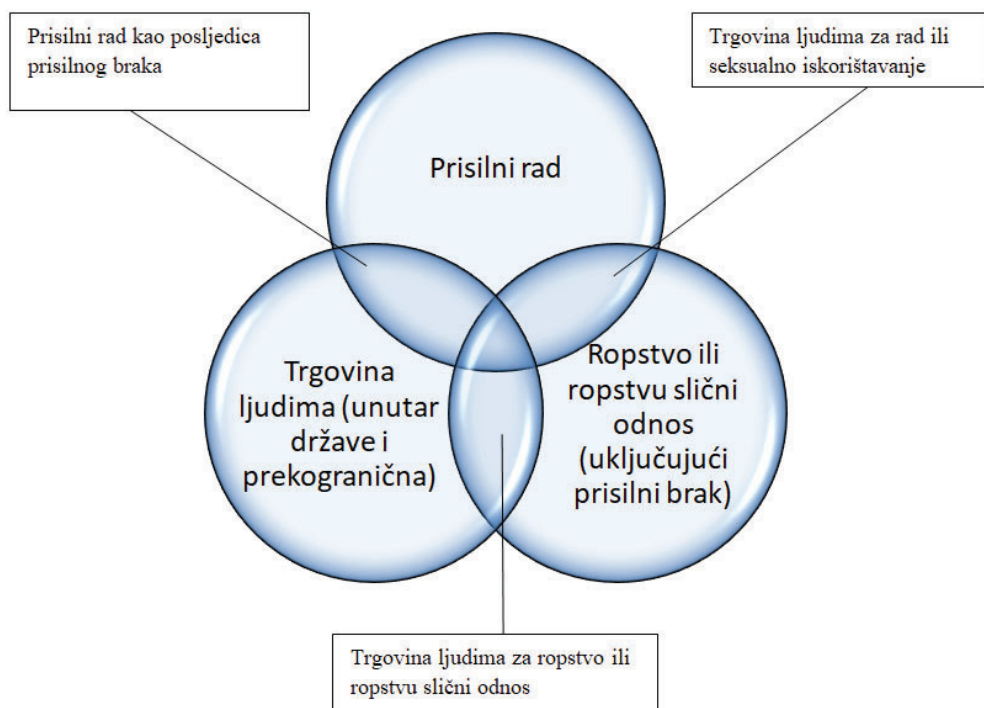 Prisilni rad kao posljedica
prisilnog braka
Trgovina ljudima za rad ili
seksualno iskorištavanje
Prisilni rad
Trgovina
ljudima (unutar
države i
prekogranična)
Ropstvo ili
ropstvu slični
odnos
(uključujući
prisilni brak)
Trgovina ljudima za ropstvo ili
ropstvu slični odnos